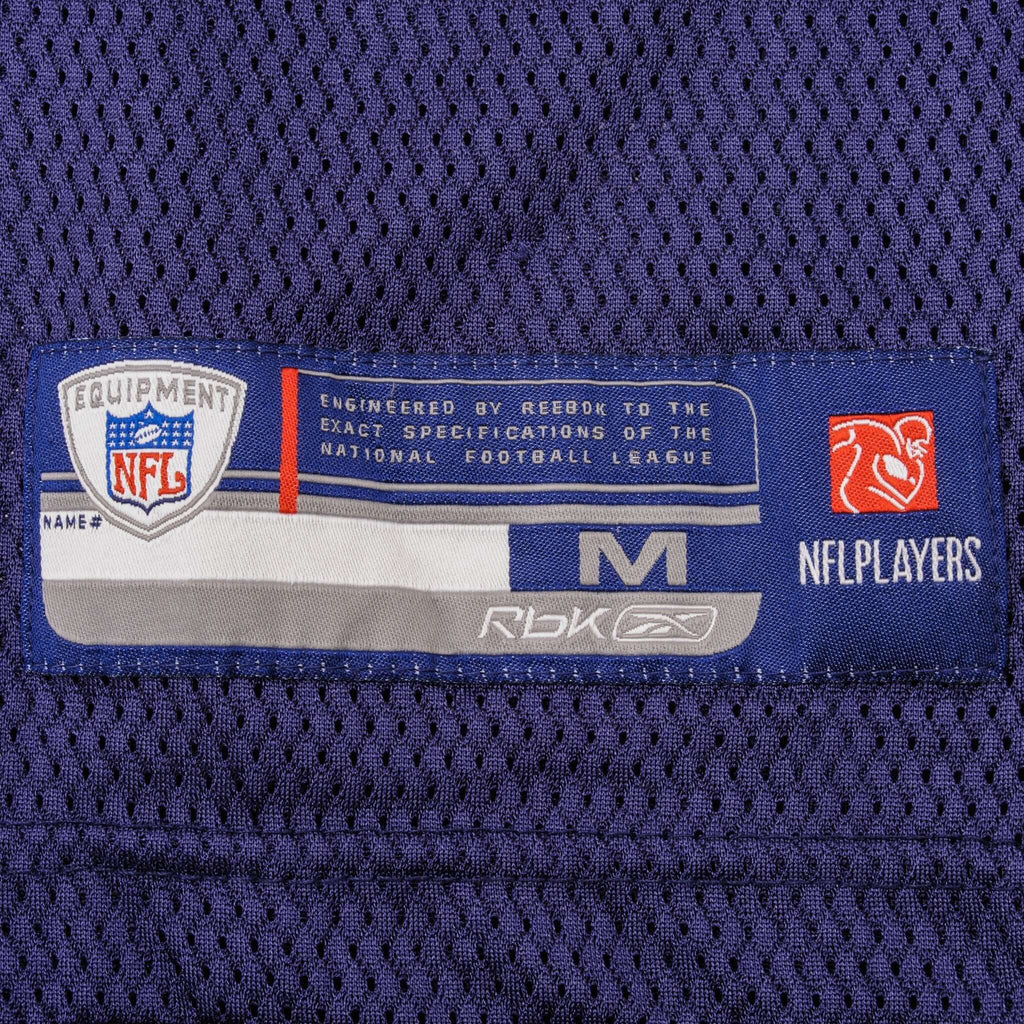 EQUIPMENT
NFL
ENGINEERED BY REEBOK TO THE
EXACT SPECIFICATIONS OF THE
NATIONAL FOOTBALL LEAGUE
NAME#
M
RbK
NFLPLAYERS